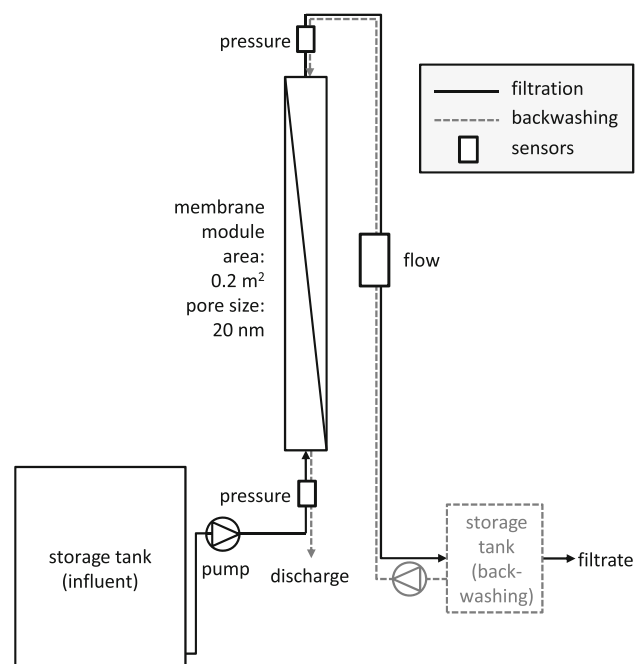 pressure
filtration
backwashing
sensors
membrane
module
area:
0.2 m²
pore size:
20 nm
flow
pressure
storage tank
(influent)
pump
discharge
storage
tank
(back-
washing)
filtrate